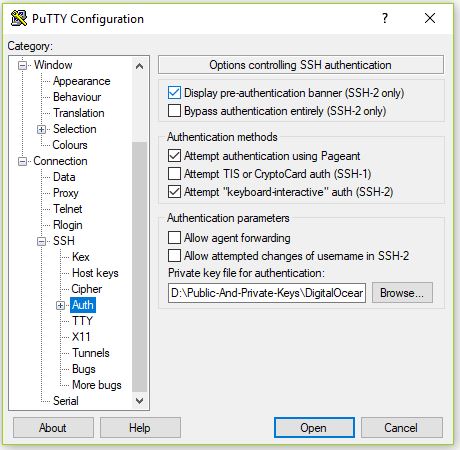 PuTTY Configuration
?
Category:
Window
Appearance
Behaviour
Translation
Selection
Colours
Connection
Data
Proxy
Telnet
Rlogin
SSH
Kex
Host keys
Cipher
Auth
TTY
X11
Tunnels
Bugs
More bugs
Serial
Options controlling SSH authentication
Display pre-authentication banner (SSH-2 only)
Bypass authentication entirely (SSH-2 only)
Authentication methods
Attempt authentication using Pageant
Attempt TIS or CryptoCard auth (SSH-1)
Attempt "keyboard-interactive" auth (SSH-2)
Authentication parameters
Allow agent forwarding
Allow attempted changes of username in SSH-2
Private key file for authentication:
D:\Public-And-Private-Keys\DigitalOcear
Browse...
About
Help
Open
Cancel